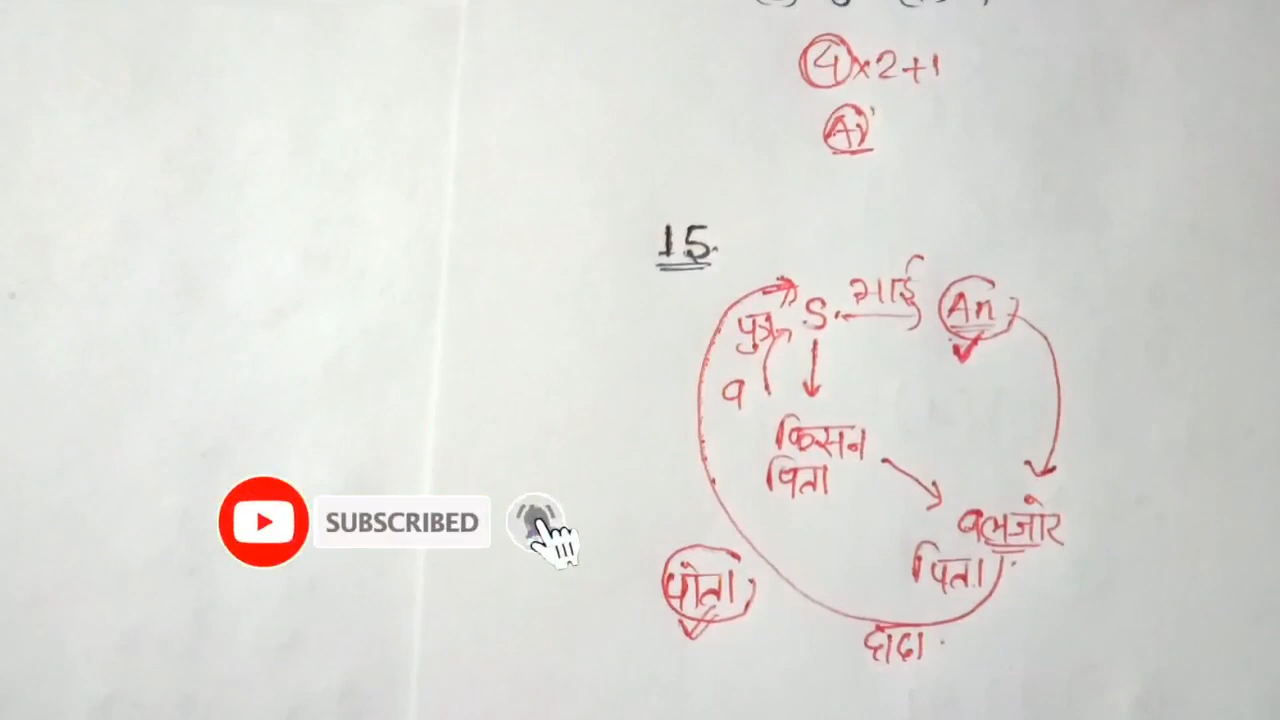 4×2+1
A)
15.
पुत्र S. भाई An
व
किसन
पिता
बलजोर
पिता
पोता
दादा
SUBSCRIBED